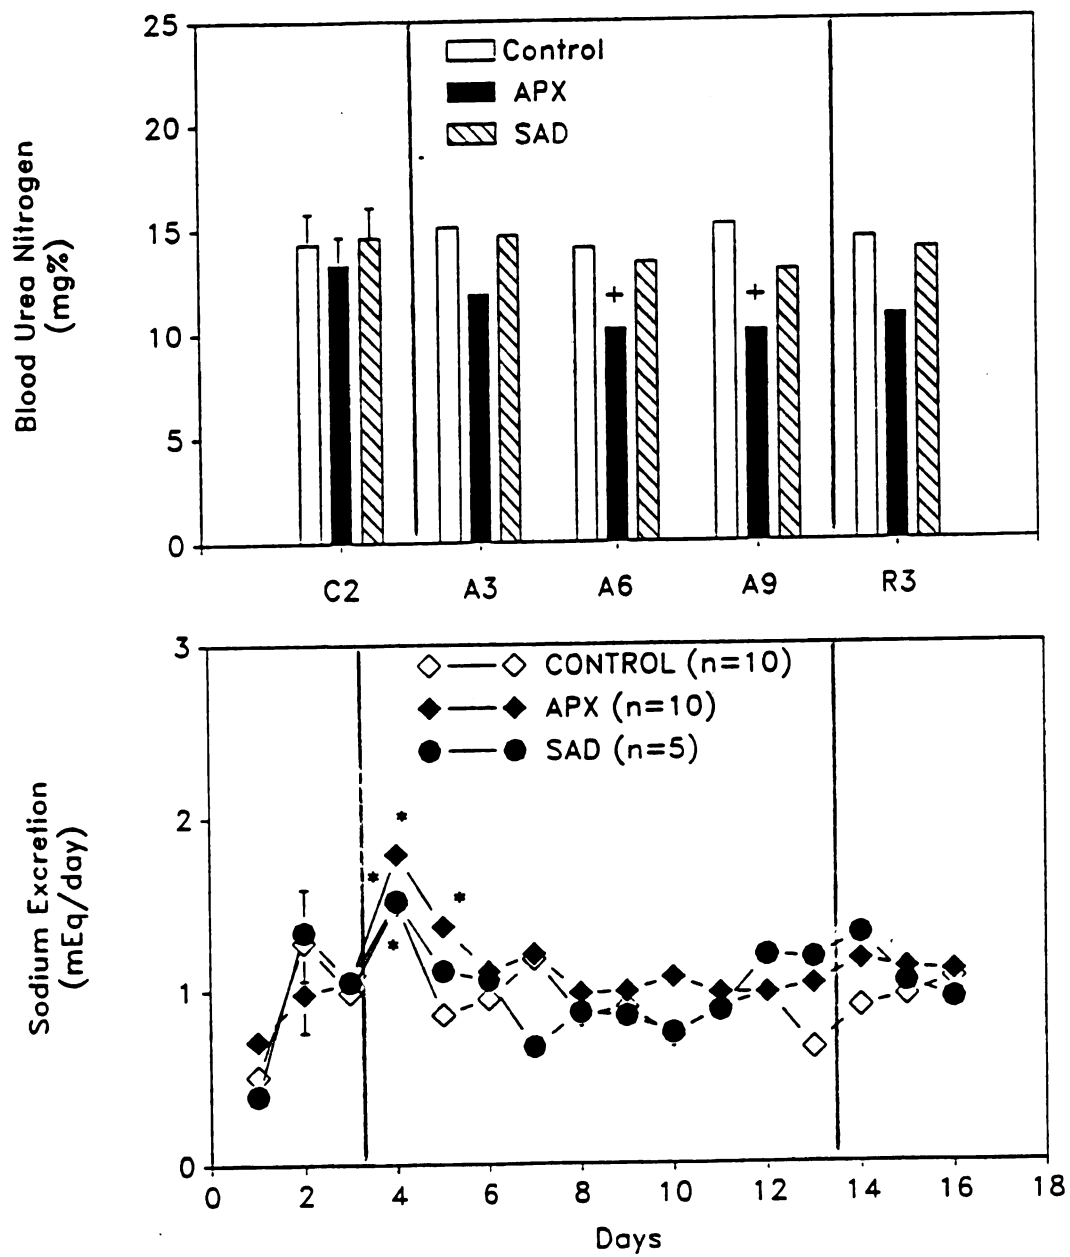 25
20
15
10
5
0
Blood Urea Nitrogen
(mg%)
Control
APX
SAD
+
+
C2 A3 A6 A9 R3
3
2
1
0
Sodium Excretion
(mEq/day)
CONTROL (n=10)
APX (n=10)
SAD (n=5)
*
*
*
*
0 2 4 6 8 10 12 14 16 18
Days